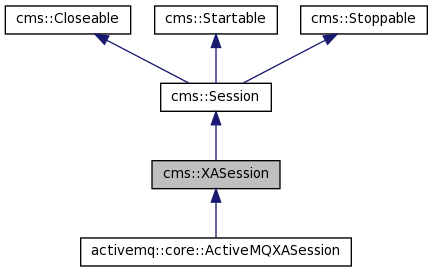 cms::Closeable
cms::Startable
cms::Stoppable
cms::Session
cms::XASession
activemq::core::ActiveMQXASession